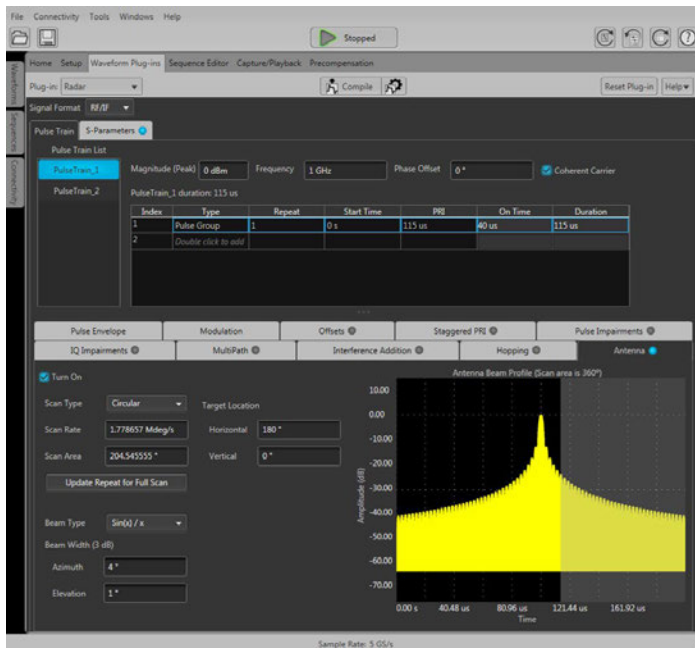 File Connectivity Tools Windows Help
Stopped
Home Setup Waveform Plug-ins Sequence Editor Capture/Playback Precompensation
Waveforms
Sequences
Connectivity
Plug-in: Radar Compile Reset Plug-in Help
Signal Format RF/IF
Pulse Train S-Parameters
Pulse Train List
PulseTrain_1
PulseTrain_2
Magnitude (Peak) 0 dBm Frequency 1 GHz Phase Offset 0 ° Coherent Carrier
PulseTrain_1 duration: 115 us
Index Type Repeat Start Time PRI On Time Duration
1 Pulse Group 1 0 s 115 us 40 us 115 us
2 Double click to add
Pulse Envelope Modulation Offsets Staggered PRI Pulse Impairments
IQ Impairments MultiPath Interference Addition Hopping Antenna
Turn On
Scan Type Circular Target Location
Scan Rate 1.778657 Mdeg/s Horizontal 180 °
Scan Area 204.545555 ° Vertical 0 °
Update Repeat for Full Scan
Beam Type Sin(x) / x
Beam Width (3 dB)
Azimuth 4 °
Elevation 1 °
Antenna Beam Profile (Scan area is 360°)
Amplitude (dB)
10.00
0.00
-10.00
-20.00
-30.00
-40.00
-50.00
-60.00
-70.00
0.00 s 40.48 us 80.96 us 121.44 us 161.92 us
Time
Sample Rate: 5 GS/s